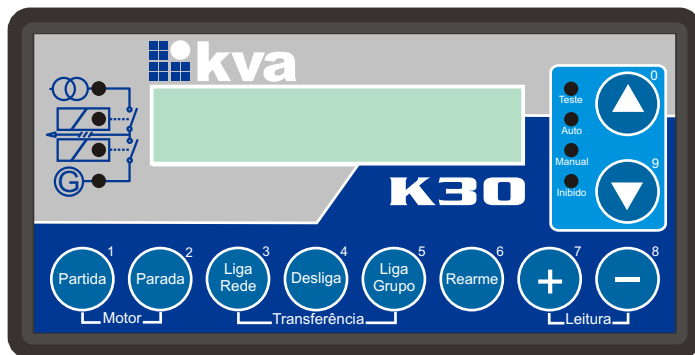 kva
K30
G
Teste
Auto
Manual
Inibido
0
9
1
Partida
2
Parada
3
Liga
Rede
4
Desliga
5
Liga
Grupo
6
Rearme
7
+
8
−
Motor
Transferência
Leitura